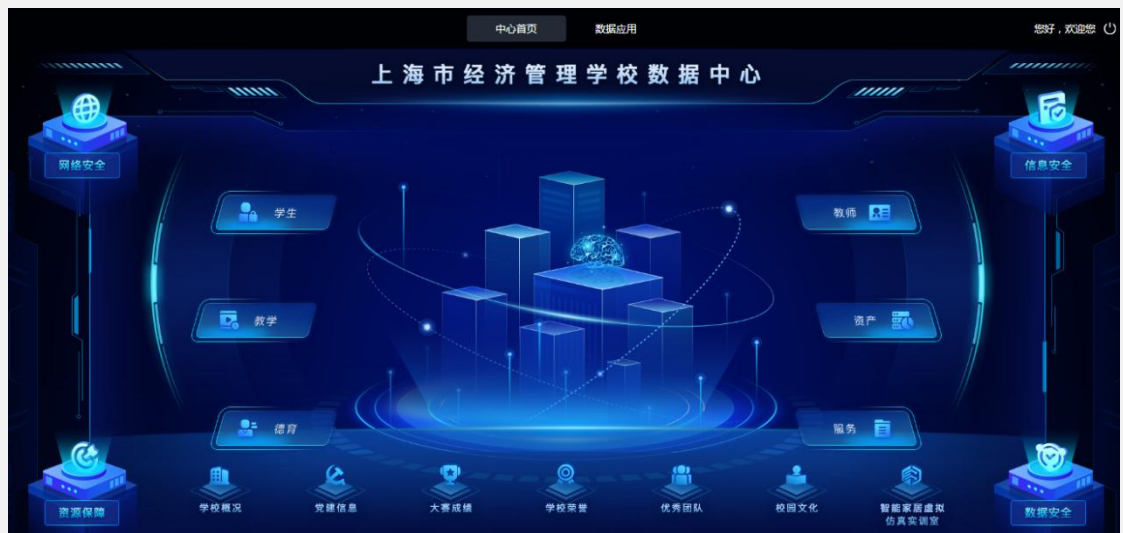 中心首页
数据应用
您好，欢迎您
上海市经济管理学校数据中心
网络安全
信息安全
学生
教师
教学
资产
德育
服务
资源保障
学校概况
党建信息
大赛成绩
学校荣誉
优秀团队
校园文化
智能家居虚拟
仿真实训室
数据安全